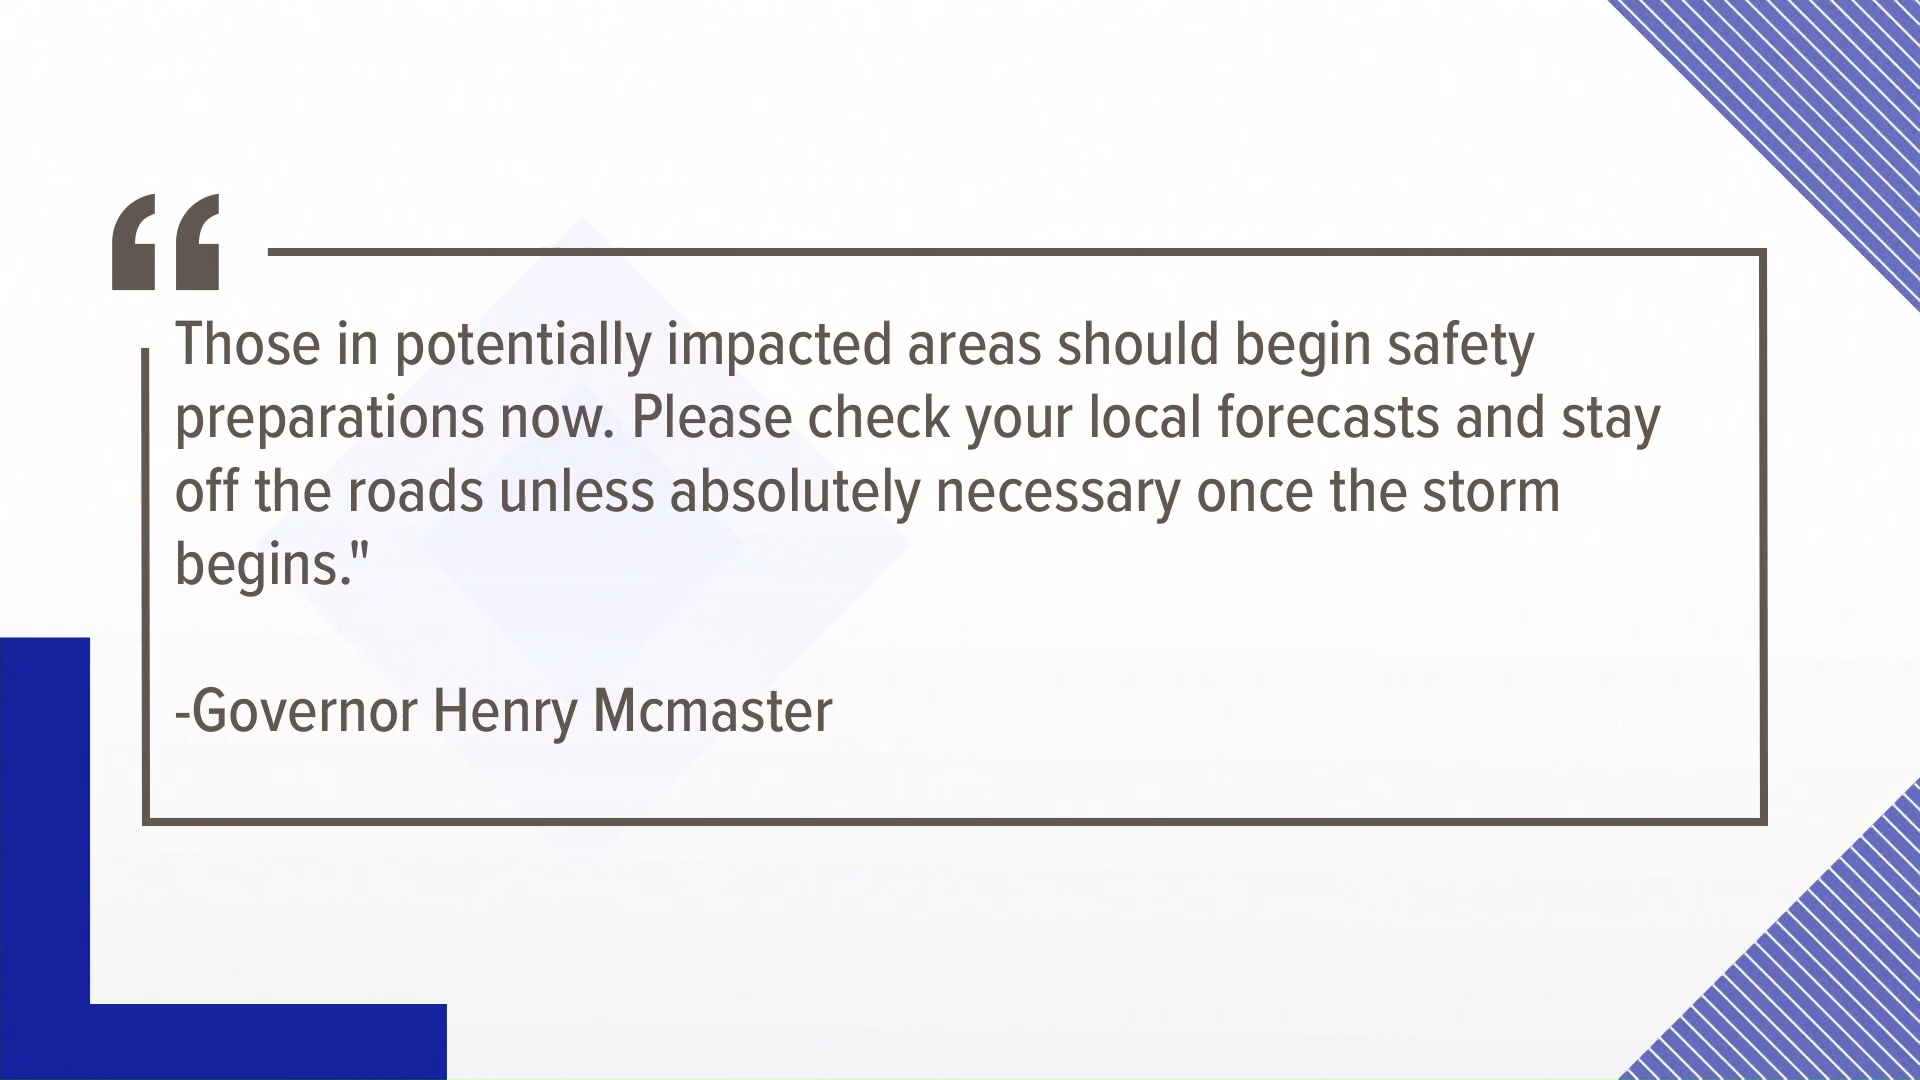 “
Those in potentially impacted areas should begin safety
preparations now. Please check your local forecasts and stay
off the roads unless absolutely necessary once the storm
begins."
-Governor Henry Mcmaster